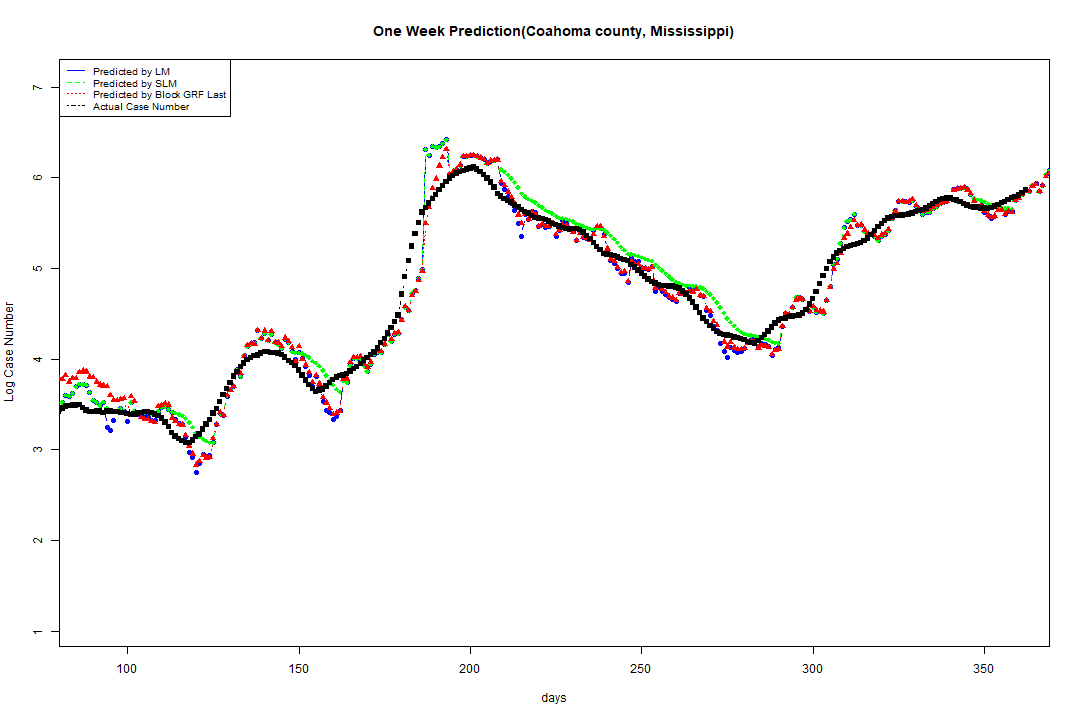 One Week Prediction(Coahoma county, Mississippi)
Predicted by LM
Predicted by SLM
Predicted by Block GRF Last
Actual Case Number
7
6
5
4
3
2
1
Log Case Number
100 150 200 250 300 350
days